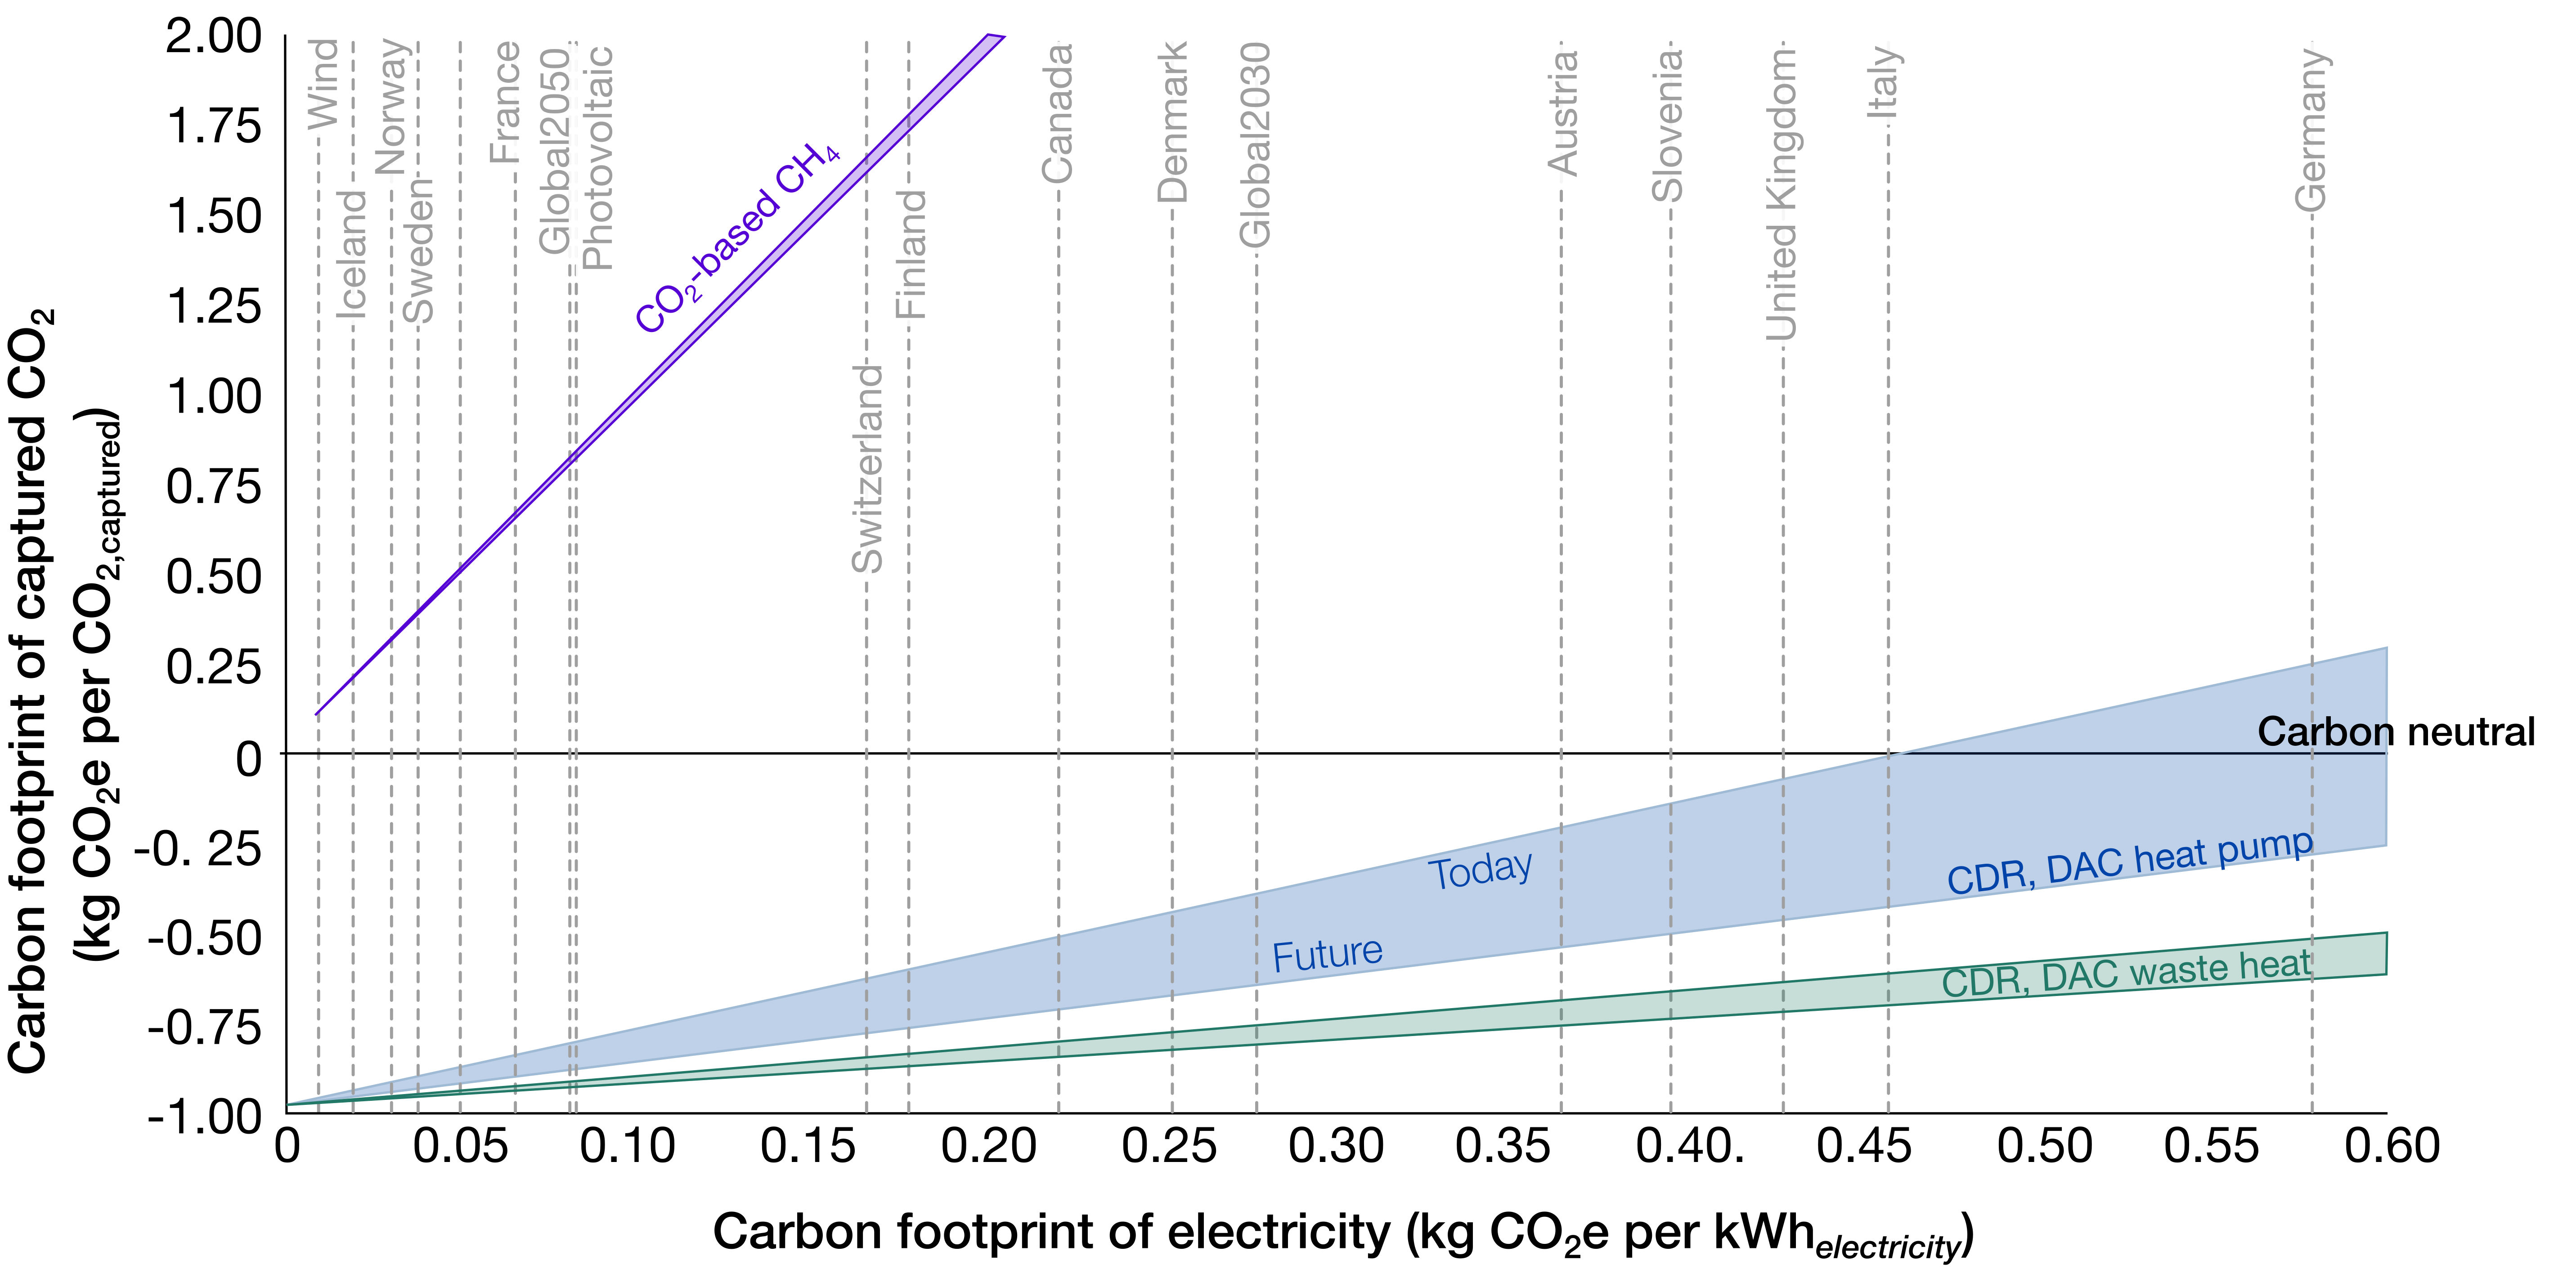 2.00
1.75
1.50
1.25
1.00
0.75
0.50
0.25
0
-0. 25
-0.50
-0.75
-1.00
Carbon footprint of captured CO2
(kg CO2e per CO2,captured)
Wind
Iceland
Norway
Sweden
France
Global2050
Photovoltaic
Switzerland
Finland
Canada
Denmark
Global2030
Austria
Slovenia
United Kingdom
Italy
Germany
CO2-based CH4
Carbon neutral
Today
Future
CDR, DAC heat pump
CDR, DAC waste heat
0 0.05 0.10 0.15 0.20 0.25 0.30 0.35 0.40. 0.45 0.50 0.55 0.60
Carbon footprint of electricity (kg CO2e per kWhelectricity)